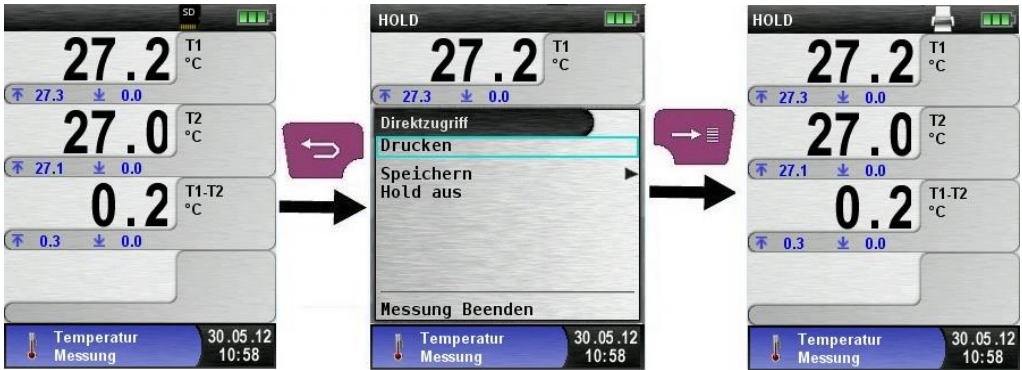 SD
27.2 T1
°C
27.3 0.0
27.0 T2
°C
27.1 0.0
0.2 T1-T2
°C
0.3 0.0
Temperatur
Messung
30.05.12
10:58
HOLD
27.2 T1
°C
27.3 0.0
Direktzugriff
Drucken
Speichern
Hold aus
Messung Beenden
Temperatur
Messung
30.05.12
10:58
HOLD
27.2 T1
°C
27.3 0.0
27.0 T2
°C
27.1 0.0
0.2 T1-T2
°C
0.3 0.0
Temperatur
Messung
30.05.12
10:58